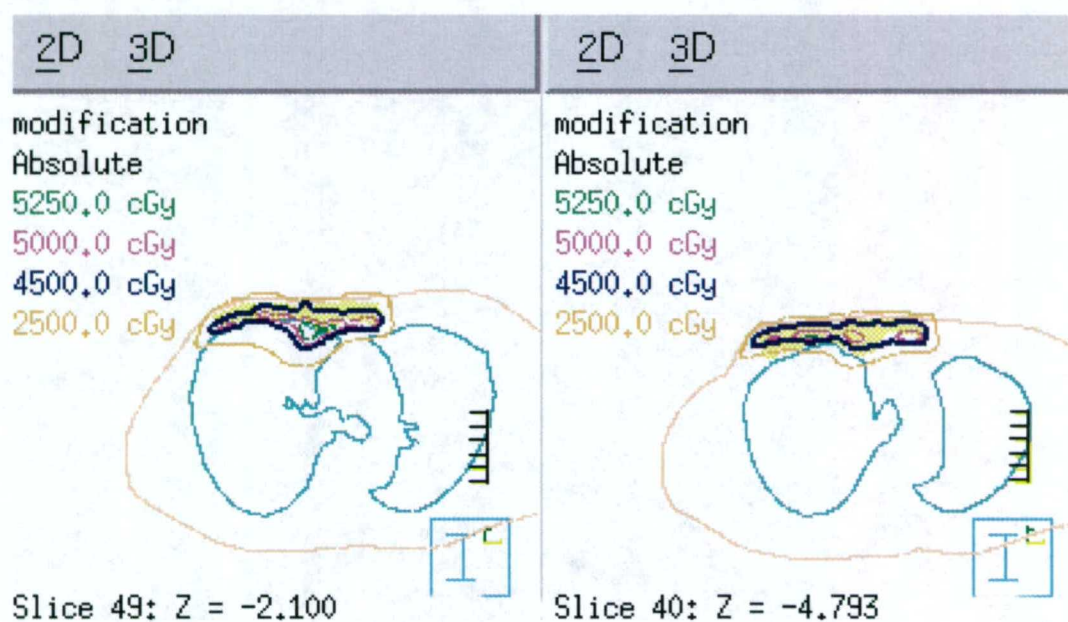 2D 3D
modification
Absolute
5250.0 cGy
5000.0 cGy
4500.0 cGy
2500.0 cGy
Slice 49: Z = -2.100
2D 3D
modification
Absolute
5250.0 cGy
5000.0 cGy
4500.0 cGy
2500.0 cGy
Slice 40: Z = -4.793